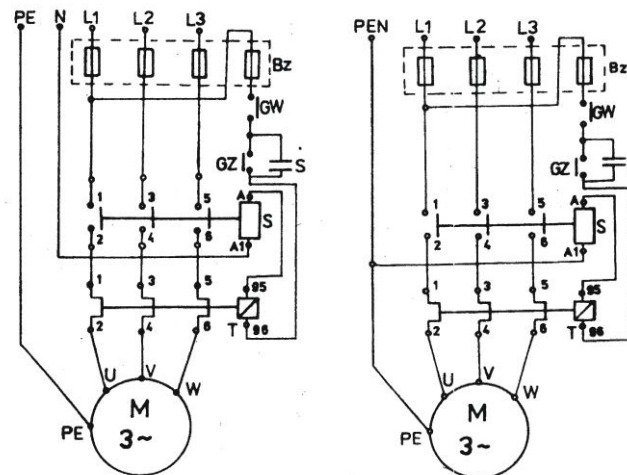 PE N L1 L2 L3
Bz
GW
GZ S
1 3 5 A
S
2 4 6 A1
1 3 5 95
2 4 6 T 96
U V W
M
3~
PE
PEN L1 L2 L3
Bz
GW
GZ
1 3 5 A
S
2 4 6 A1
1 3 5 95
2 4 6 T 96
U V W
M
3~
PE